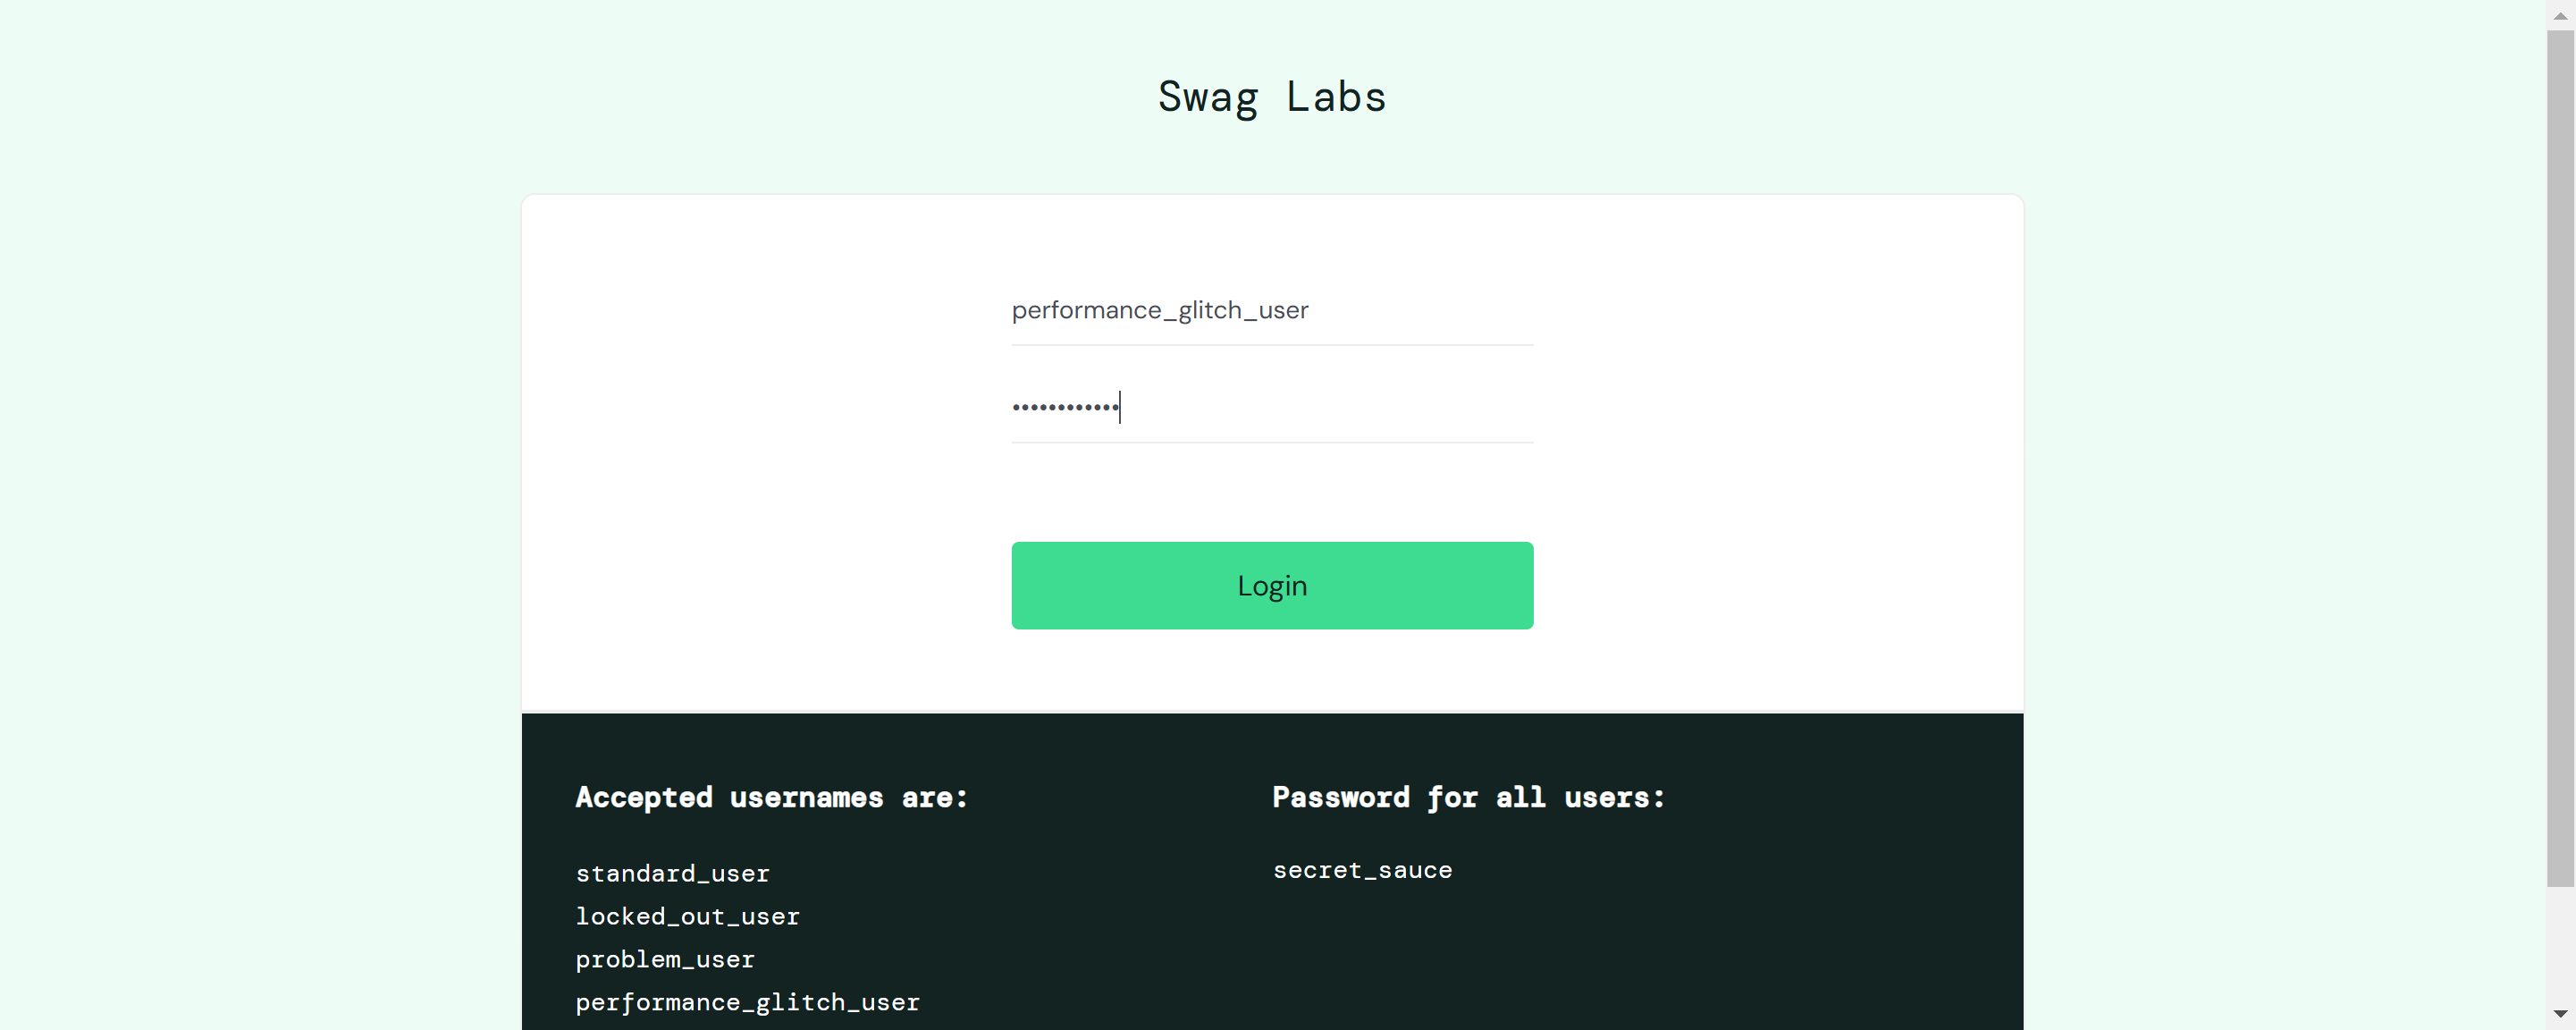 Swag Labs
performance_glitch_user
••••••••••••
Login
Accepted usernames are:
standard_user
locked_out_user
problem_user
performance_glitch_user
Password for all users:
secret_sauce